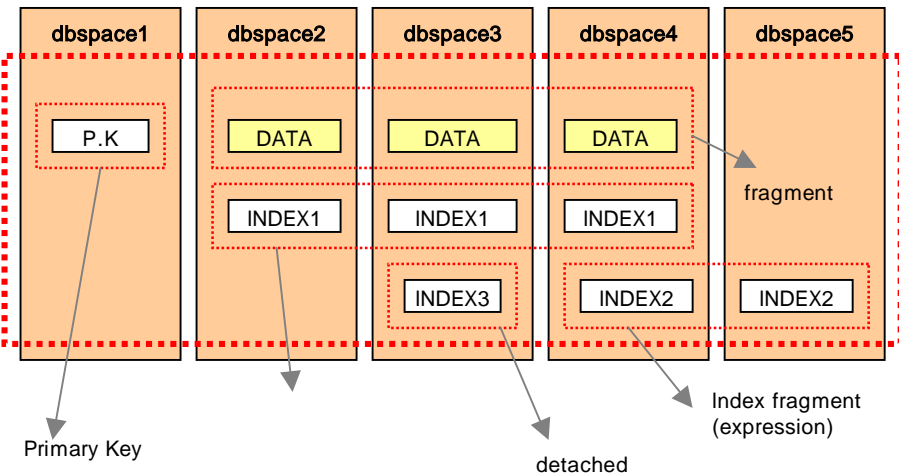 dbspace1 dbspace2 dbspace3 dbspace4 dbspace5
P.K DATA DATA DATA
fragment
INDEX1 INDEX1 INDEX1
INDEX3 INDEX2 INDEX2
Index fragment
(expression)
Primary Key
detached